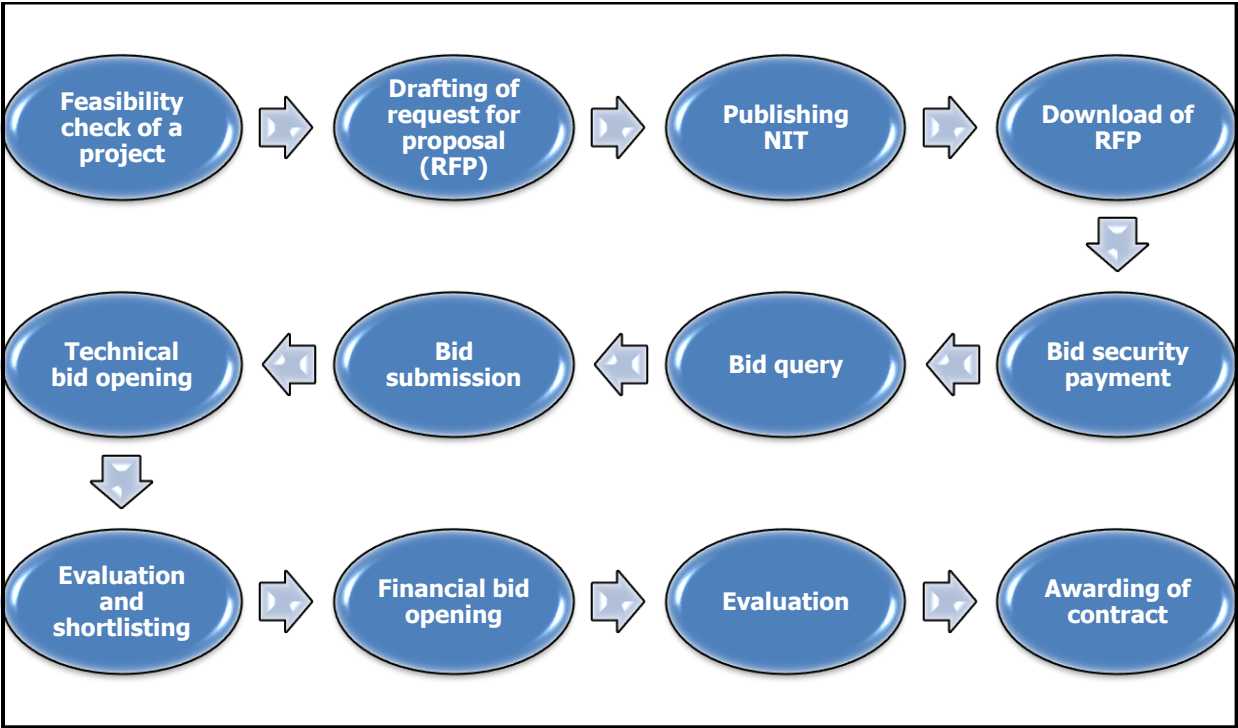 Feasibility
check of a
project
Drafting of
request for
proposal
(RFP)
Publishing
NIT
Download of
RFP
Bid security
payment
Bid query
Bid
submission
Technical
bid opening
Evaluation
and
shortlisting
Financial bid
opening
Evaluation
Awarding of
contract